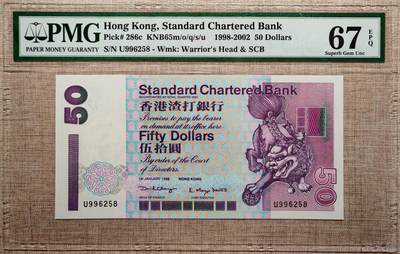 PMG
PAPER MONEY GUARANTY
Hong Kong, Standard Chartered Bank
Pick# 286c KNB65m/o/q/s/u 1998-2002 50 Dollars
S/N U996258 - Wmk: Warrior's Head & SCB
67
EPQ
Superb Gem Unc
50
Standard Chartered Bank
香港渣打銀行
Promises to pay the bearer
on demand at its office here
Fifty Dollars
伍拾圓
By order of the Court
of Directors.
1ST JANUARY 1998 HONG KONG
U996258
U996258
50